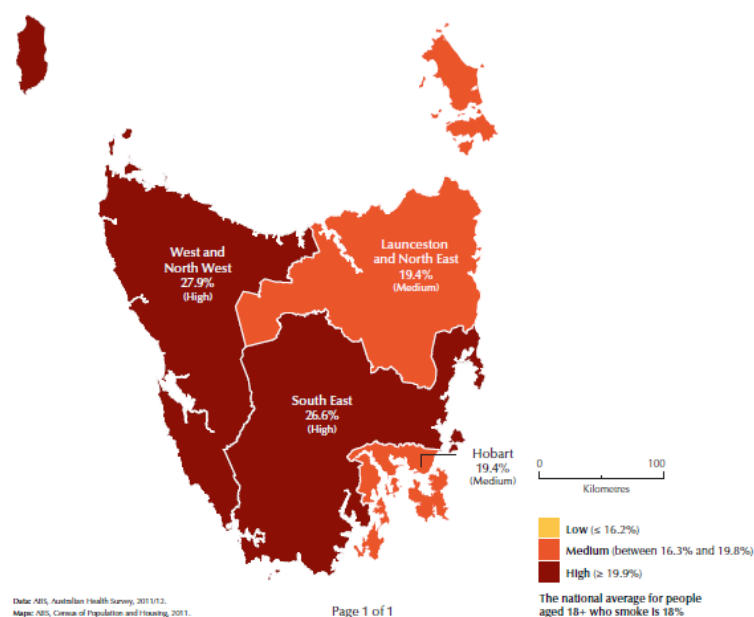 West and
North West
27.9%
(High)
Launceston
and North East
19.4%
(Medium)
South East
26.6%
(High)
Hobart
19.4%
(Medium)
0
100
Kilometres
Low (≤ 16.2%)
Medium (between 16.3% and 19.8%)
High (≥ 19.9%)
The national average for people
aged 18+ who smoke is 18%
Data: ABS, Australian Health Survey, 2011/12.
Maps: ABS, Census of Population and Housing, 2011.
Page 1 of 1